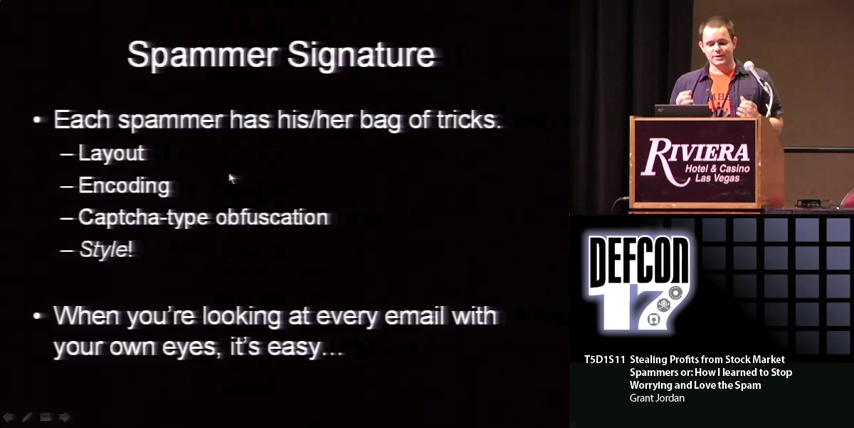 Spammer Signature
• Each spammer has his/her bag of tricks.
– Layout
– Encoding
– Captcha-type obfuscation
– Style!
• When you're looking at every email with
your own eyes, it's easy...
RIVIERA
Hotel & Casino
Las Vegas
DEFCON
17
T5D1S11 Stealing Profits from Stock Market
Spammers or: How I learned to Stop
Worrying and Love the Spam
Grant Jordan